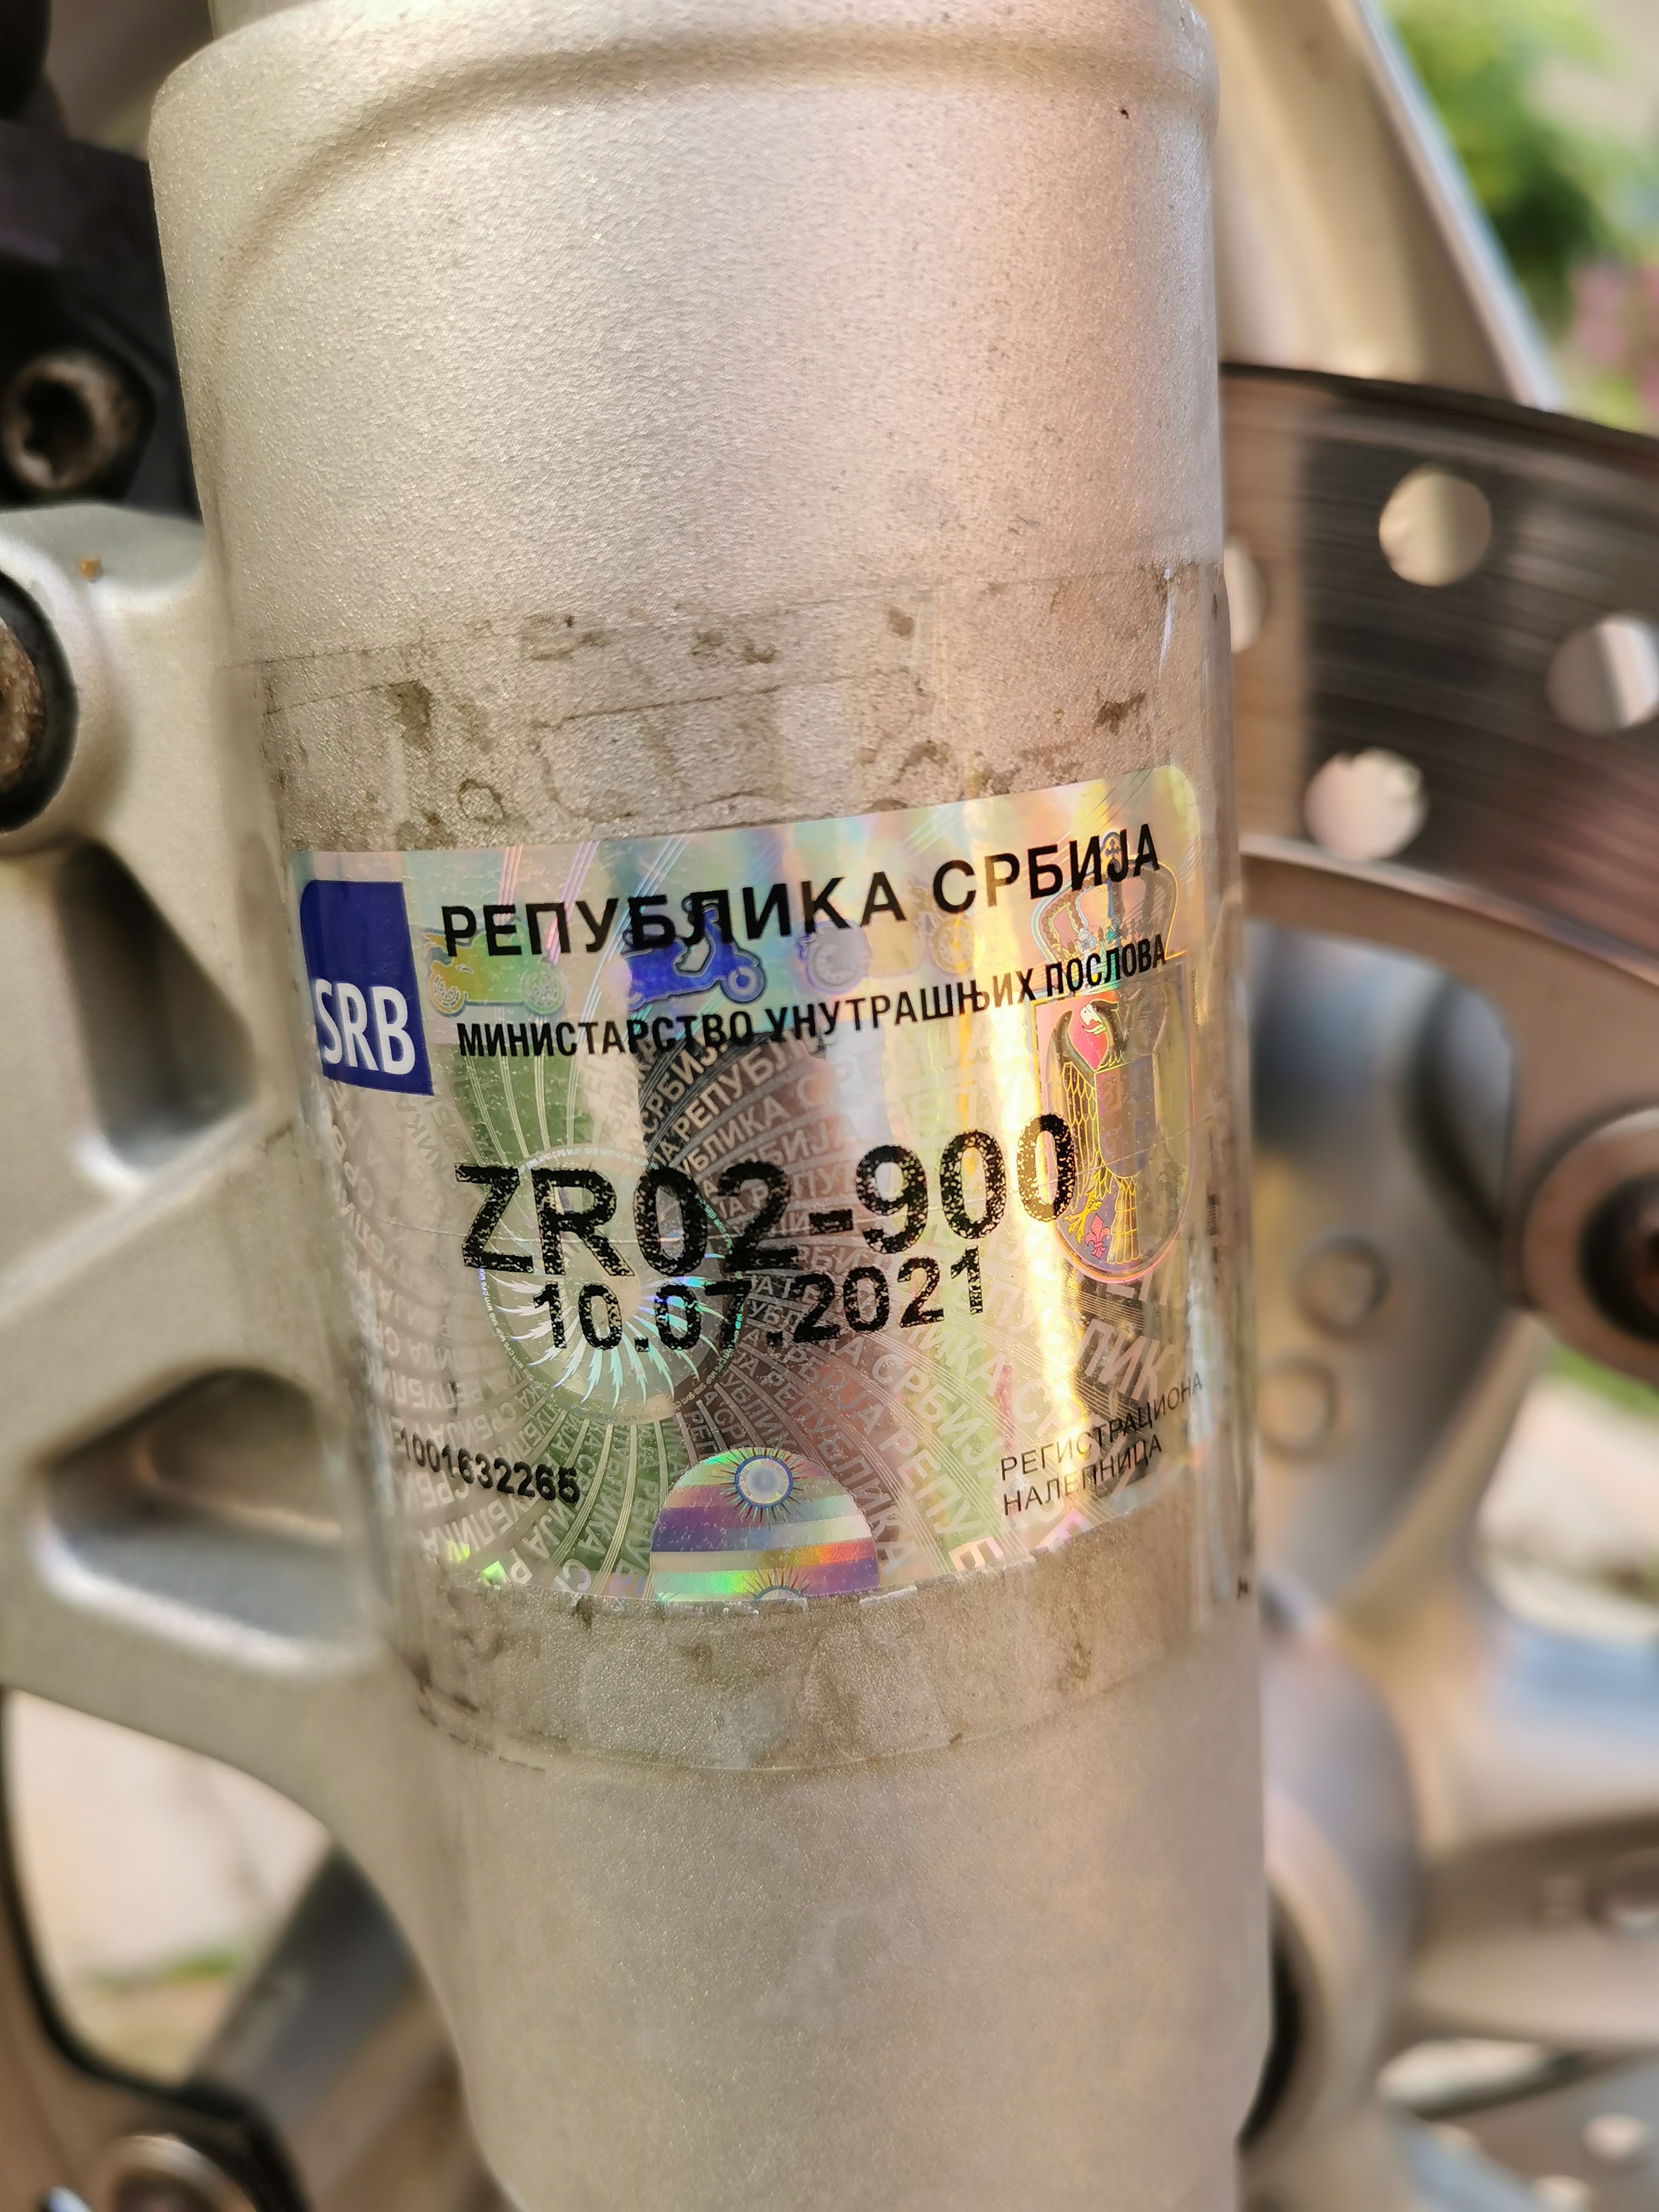 РЕПУБЛИКА СРБИЈА
SRB
МИНИСТАРСТВО УНУТРАШЊИХ ПОСЛОВА
ZR02-900
10.07.2021
1001632265
РЕГИСТРАЦИОНА
НАЛЕПНИЦА